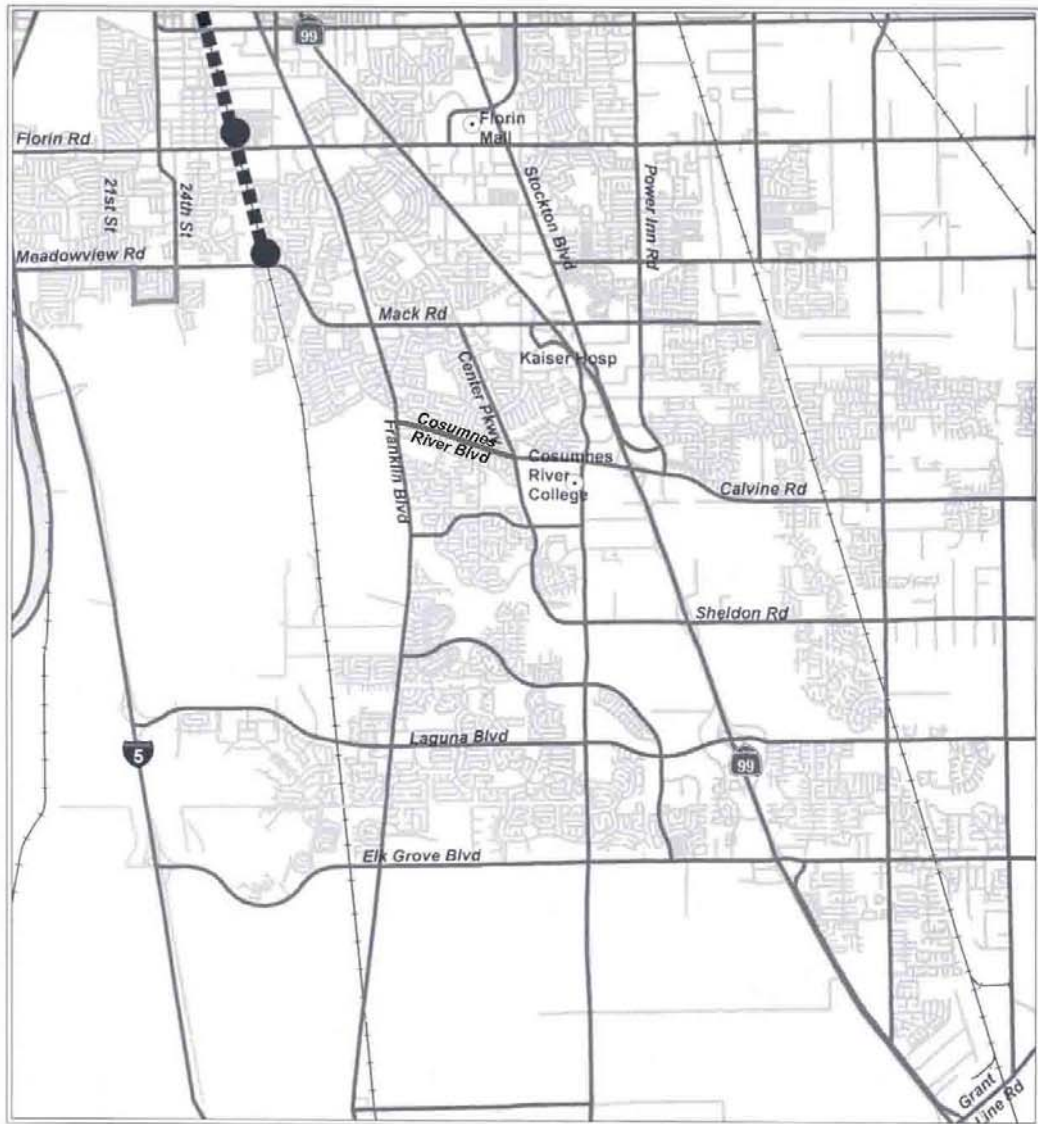 99
Florin
Mall
Florin Rd
21st St
24th St
Stockton Blvd
Power Inn Rd
Meadowview Rd
Mack Rd
Kaiser Hosp
Center Pkwy
Franklin Blvd
Cosumnes
River Blvd
Cosumnes
River
College
Calvine Rd
Sheldon Rd
Laguna Blvd
5
99
Elk Grove Blvd
Grant
Line Rd